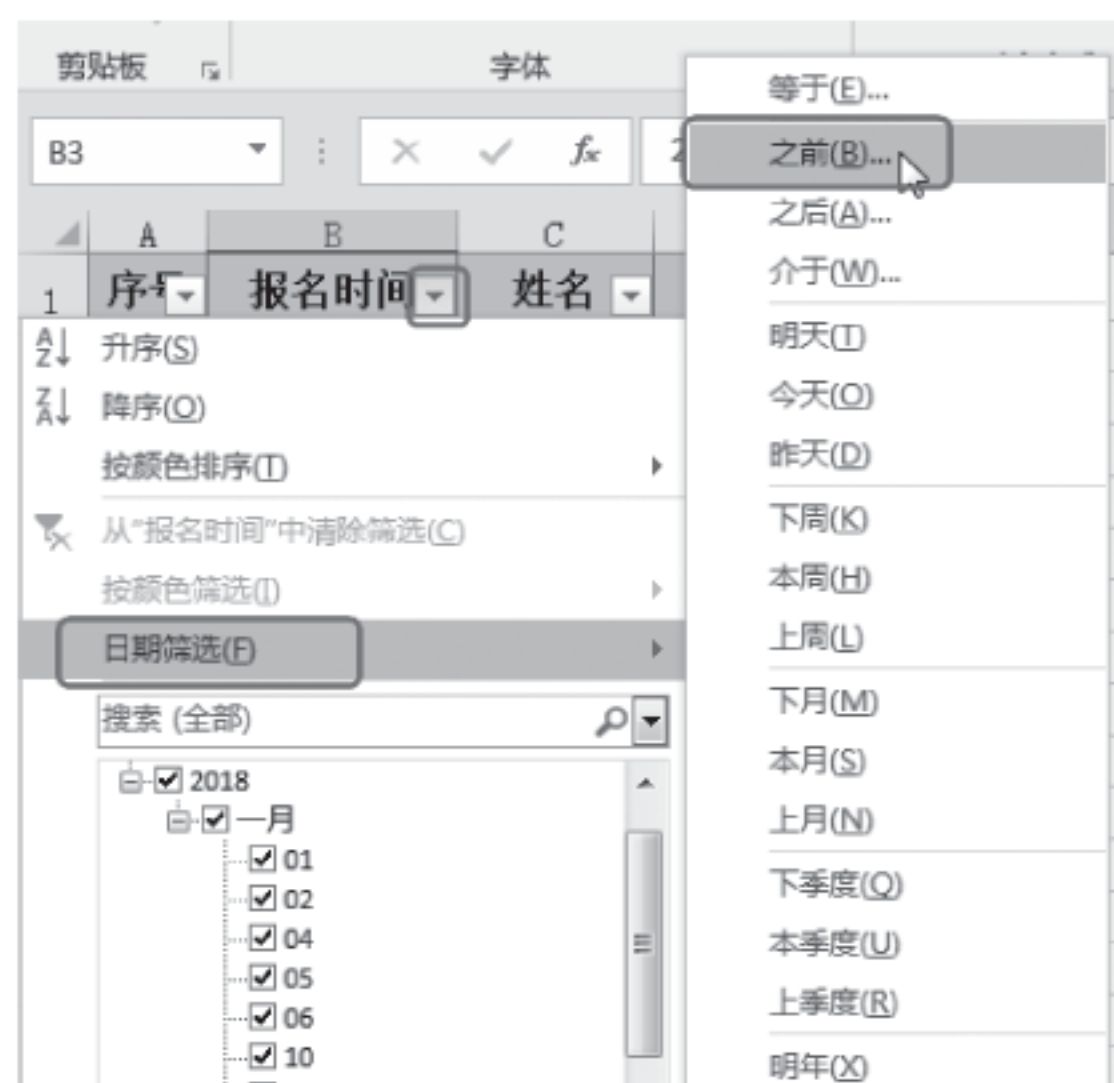 剪贴板
字体
B3
fx
2
A
B
C
1
序号
报名时间
姓名
升序(S)
降序(O)
按颜色排序(T)
从"报名时间"中清除筛选(C)
按颜色筛选(I)
日期筛选(F)
搜索 (全部)
2018
一月
01
02
04
05
06
10
等于(E)...
之前(B)...
之后(A)...
介于(W)...
明天(T)
今天(O)
昨天(D)
下周(K)
本周(H)
上周(L)
下月(M)
本月(S)
上月(N)
下季度(Q)
本季度(U)
上季度(R)
明年(X)